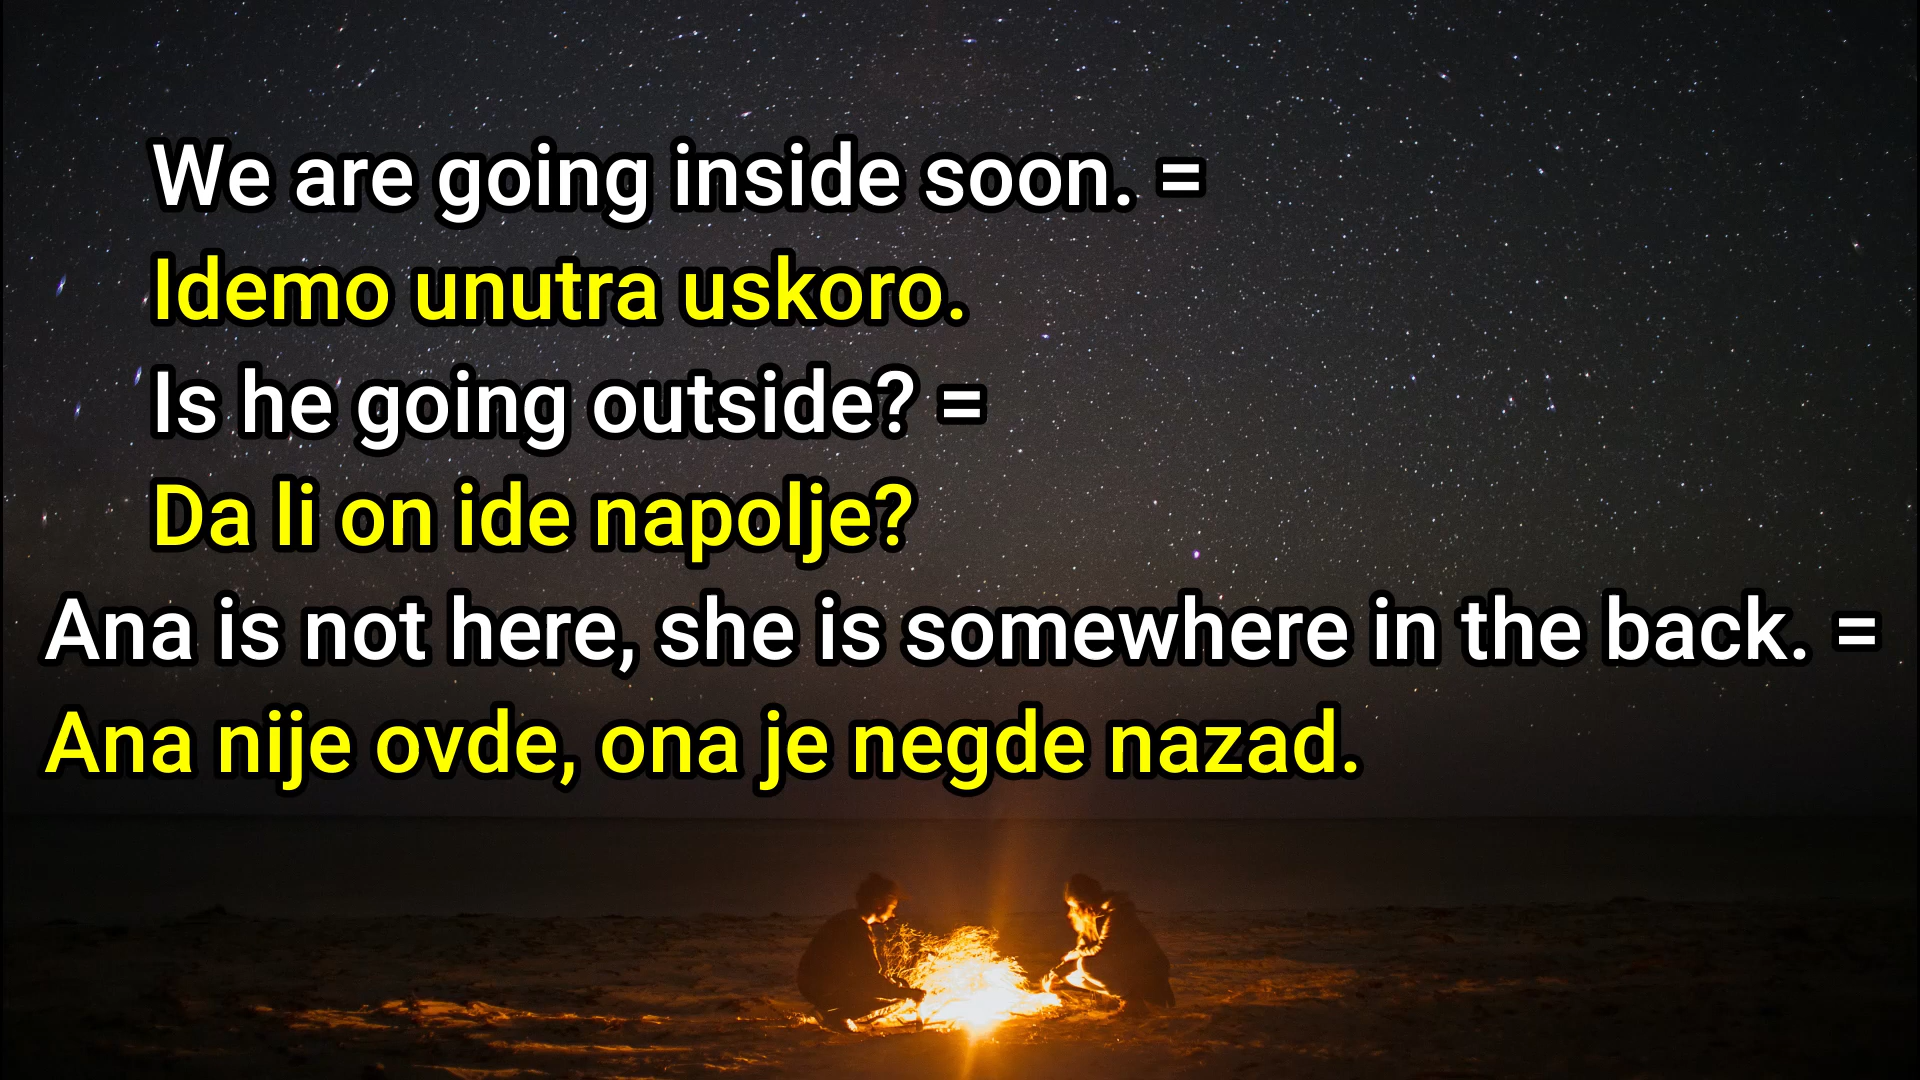 We are going inside soon. =
Idemo unutra uskoro.
Is he going outside? =
Da li on ide napolje?
Ana is not here, she is somewhere in the back. =
Ana nije ovde, ona je negde nazad.